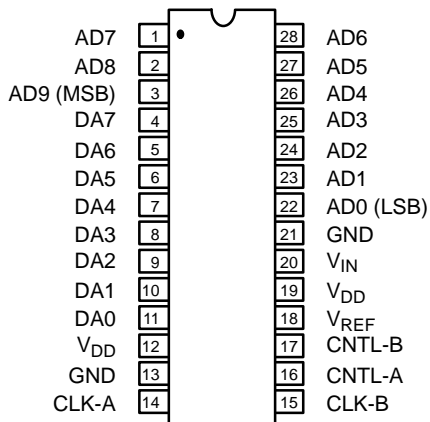 AD7 1 28 AD6
AD8 2 27 AD5
AD9 (MSB) 3 26 AD4
DA7 4 25 AD3
DA6 5 24 AD2
DA5 6 23 AD1
DA4 7 22 AD0 (LSB)
DA3 8 21 GND
DA2 9 20 VIN
DA1 10 19 VDD
DA0 11 18 VREF
VDD 12 17 CNTL-B
GND 13 16 CNTL-A
CLK-A 14 15 CLK-B